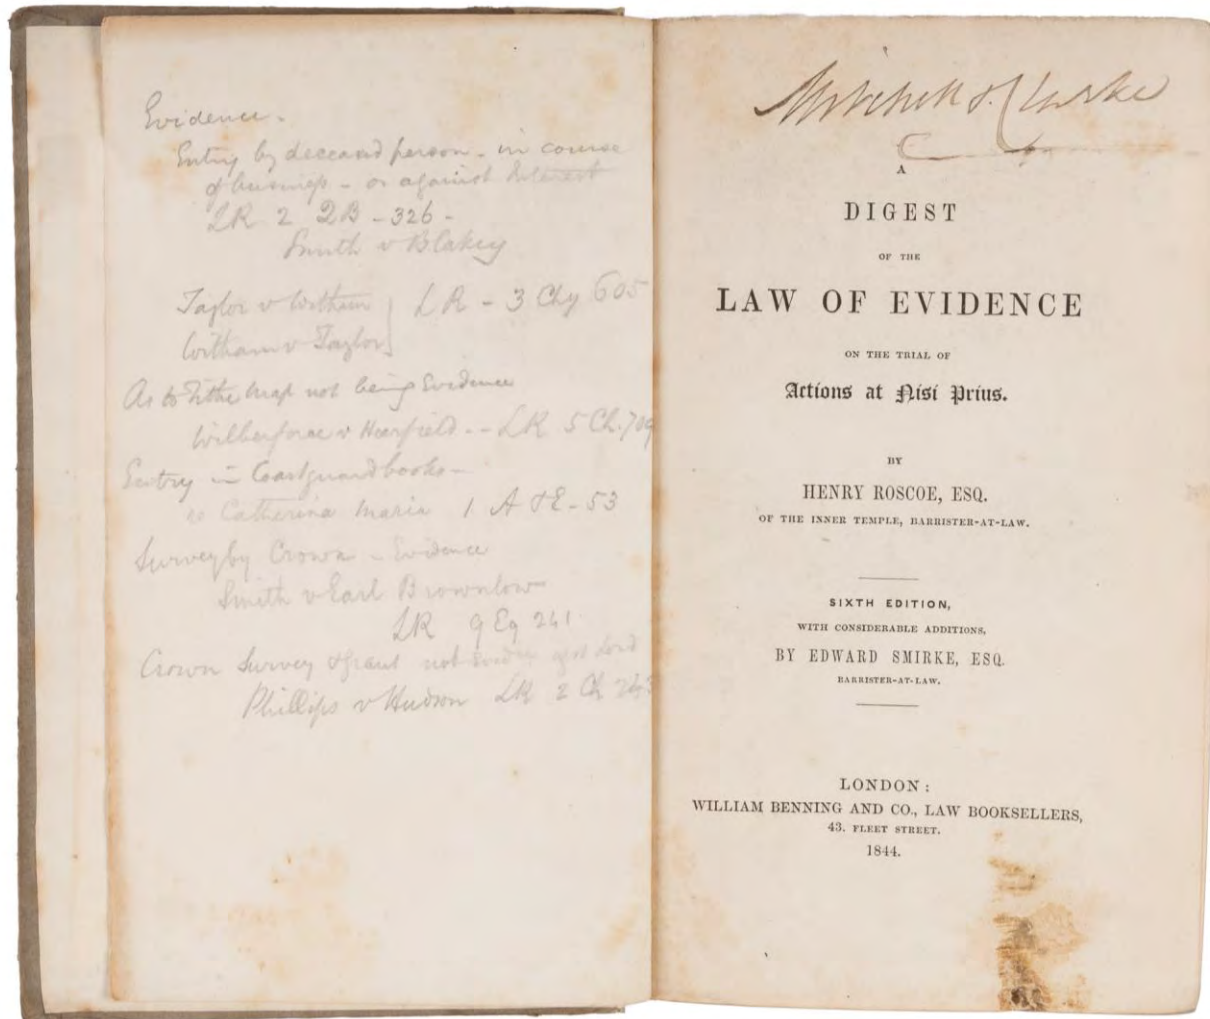 Evidence -
Entry by deceased person - in course
of business - or against Interest
LR 2 QB - 326 -
Smith v Blakey
Taylor v Witham } LR - 3 Chy 605
Witham v Taylor
As to Tithe Map not being Evidence
Wilberforce v Hearfield - - LR 5 Ch. 709
Entry in Coastguard books -
Catherina Maria 1 A & E - 53
Survey by Crown - Evidence
Smith v Earl Brownlow
LR 9 Eq 241
Crown Survey & grant not evidce agst Lord
Phillips v Hudson LR 2 Ch 243
Mitchell S. Clarke
A
DIGEST
OF THE
LAW OF EVIDENCE
ON THE TRIAL OF
Actions at Nisi Prius.
BY
HENRY ROSCOE, ESQ.
OF THE INNER TEMPLE, BARRISTER-AT-LAW.
SIXTH EDITION,
WITH CONSIDERABLE ADDITIONS,
BY EDWARD SMIRKE, ESQ.
BARRISTER-AT-LAW.
LONDON:
WILLIAM BENNING AND CO., LAW BOOKSELLERS,
43. FLEET STREET.
1844.